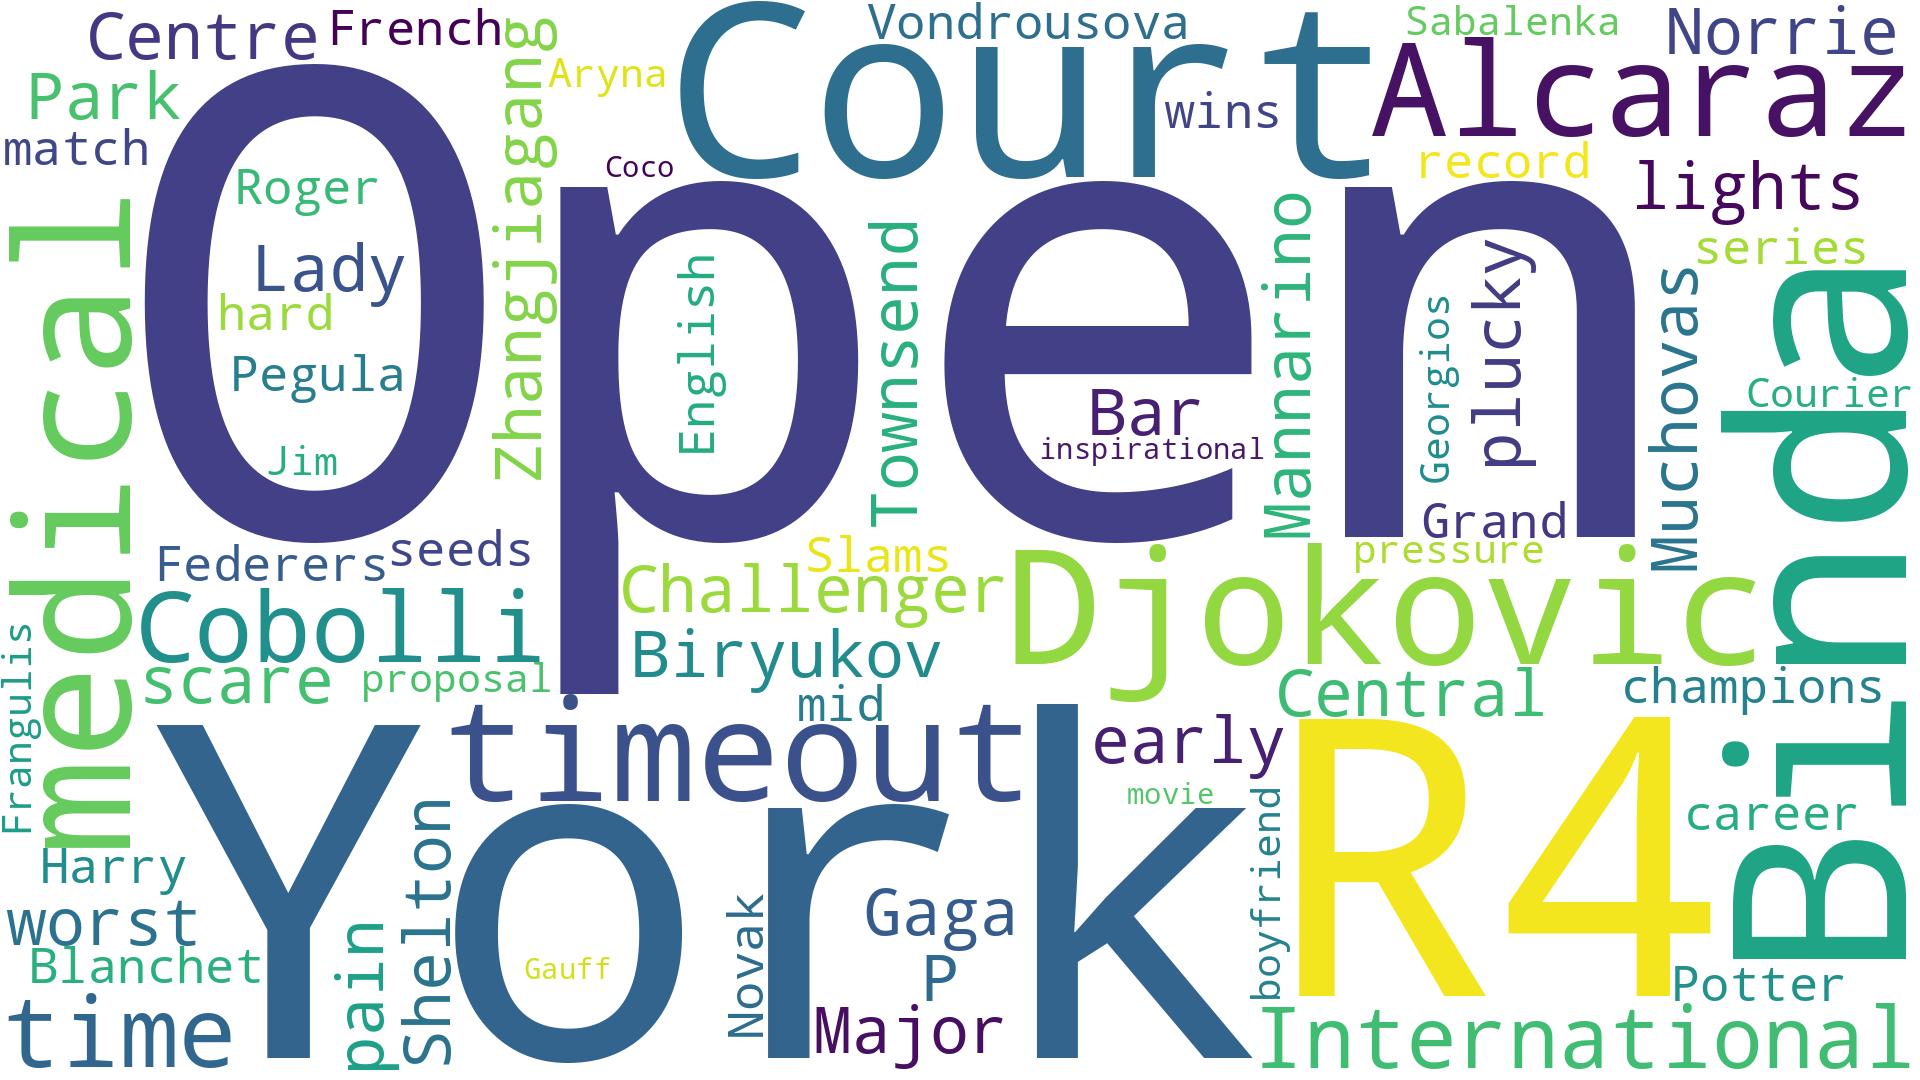 Centre
French
Vondrousova
Sabalenka
Norrie
Park
Aryna
Court
wins
Alcaraz
match
Roger
Zhangjiagang
Coco
record
lights
Lady
hard
Open
English
Townsend
Mannarino
Georgios
plucky
series
Muchovas
Pegula
Bar
inspirational
Courier
Jim
medical
Grand
Federers
seeds
Slams
pressure
Cobolli
Challenger
Djokovic
Binda
Biryukov
scare
proposal
mid
Central
champions
Frangulis
timeout
early
movie
career
York
R4
boyfriend
Harry
worst
Blanchet
Shelton
Gauff
Novak
Gaga
P
Potter
time
pain
Major
International